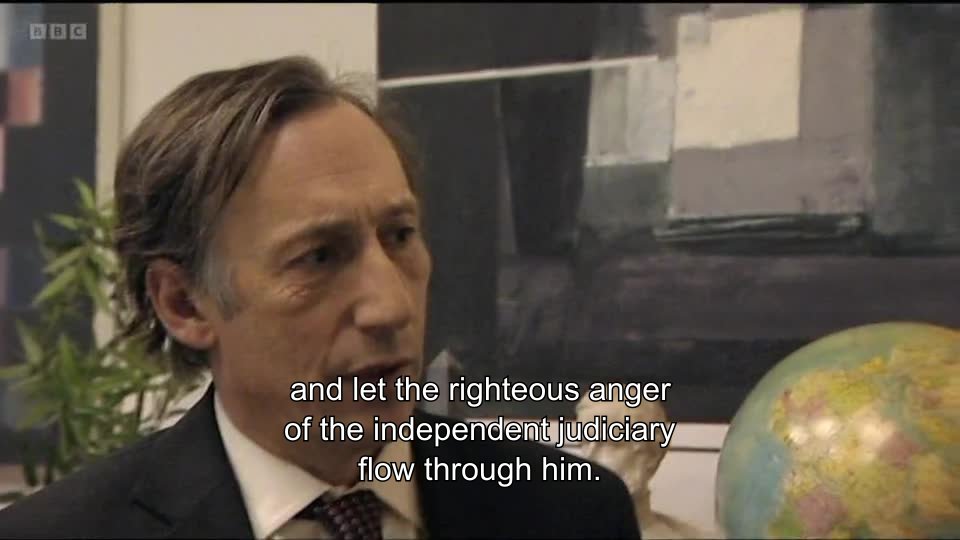 BBC
and let the righteous anger
of the independent judiciary
flow through him.